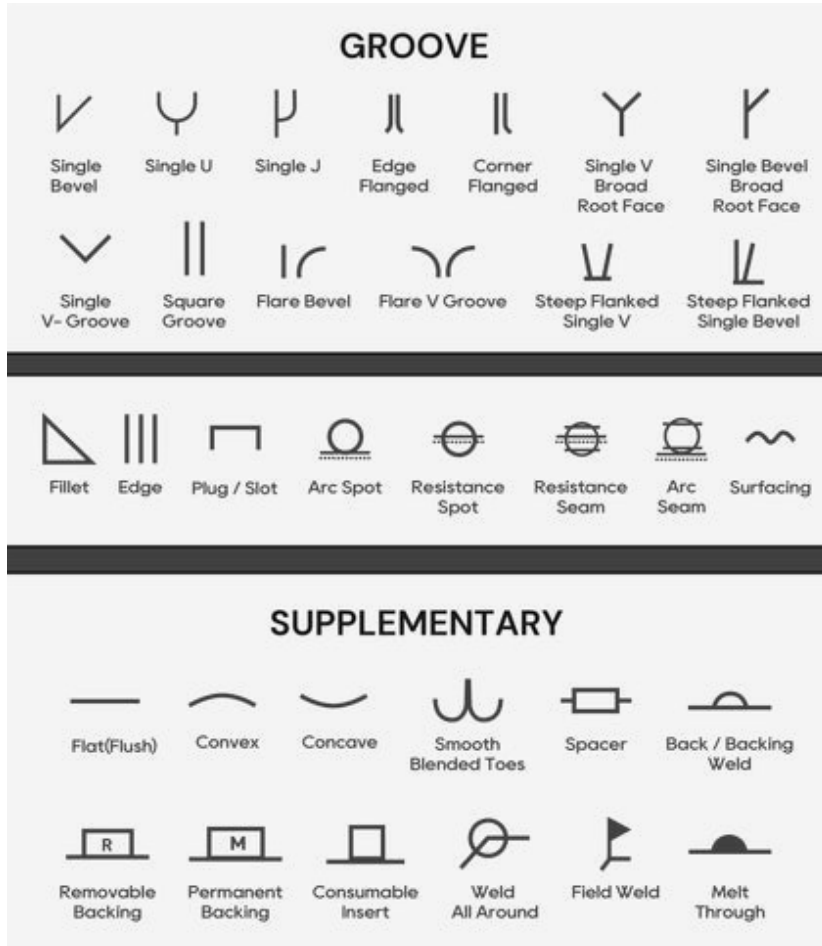 GROOVE
Single
Bevel
Single U
Single J
Edge
Flanged
Corner
Flanged
Single V
Broad
Root Face
Single Bevel
Broad
Root Face
Single
V- Groove
Square
Groove
Flare Bevel
Flare V Groove
Steep Flanked
Single V
Steep Flanked
Single Bevel
Fillet
Edge
Plug / Slot
Arc Spot
Resistance
Spot
Resistance
Seam
Arc
Seam
Surfacing
SUPPLEMENTARY
Flat(Flush)
Convex
Concave
Smooth
Blended Toes
Spacer
Back / Backing
Weld
R
Removable
Backing
M
Permanent
Backing
Consumable
Insert
Weld
All Around
Field Weld
Melt
Through